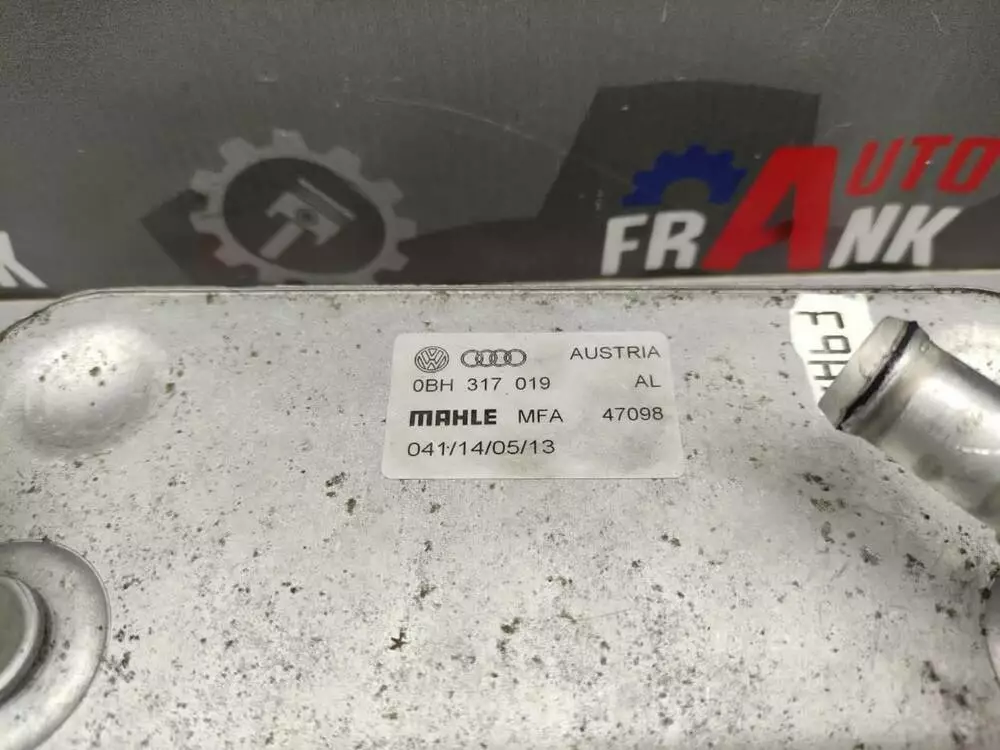 AUTO
FRANK
AUSTRIA
0BH 317 019 AL
MAHLE MFA 47098
041/14/05/13